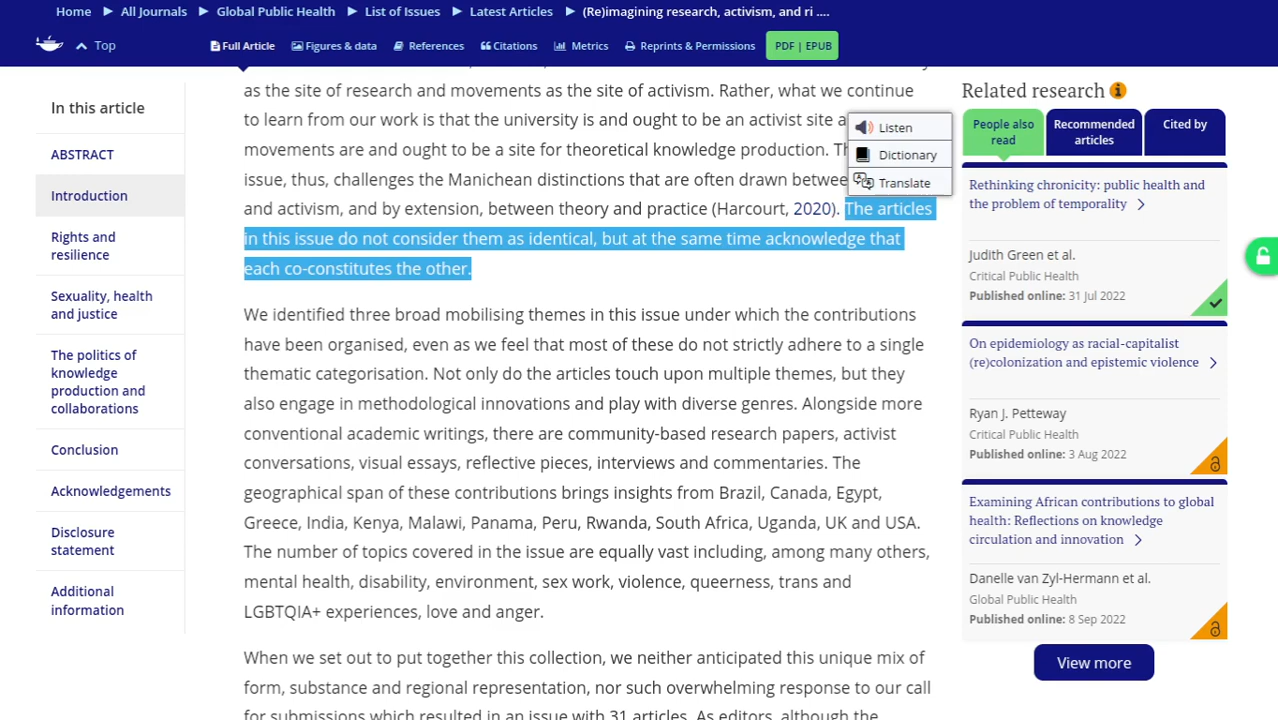 Home ▶ All Journals ▶ Global Public Health ▶ List of Issues ▶ Latest Articles ▶ (Re)imagining research, activism, and ri ....
Top
Full Article Figures & data References Citations Metrics Reprints & Permissions PDF | EPUB
In this article
ABSTRACT
Introduction
Rights and
resilience
Sexuality, health
and justice
The politics of
knowledge
production and
collaborations
Conclusion
Acknowledgements
Disclosure
statement
Additional
information
as the site of research and movements as the site of activism. Rather, what we continue
to learn from our work is that the university is and ought to be an activist site a
movements are and ought to be a site for theoretical knowledge production. Th
issue, thus, challenges the Manichean distinctions that are often drawn betwee
and activism, and by extension, between theory and practice (Harcourt, 2020). The articles
in this issue do not consider them as identical, but at the same time acknowledge that
each co-constitutes the other.
Listen
Dictionary
Translate
We identified three broad mobilising themes in this issue under which the contributions
have been organised, even as we feel that most of these do not strictly adhere to a single
thematic categorisation. Not only do the articles touch upon multiple themes, but they
also engage in methodological innovations and play with diverse genres. Alongside more
conventional academic writings, there are community-based research papers, activist
conversations, visual essays, reflective pieces, interviews and commentaries. The
geographical span of these contributions brings insights from Brazil, Canada, Egypt,
Greece, India, Kenya, Malawi, Panama, Peru, Rwanda, South Africa, Uganda, UK and USA.
The number of topics covered in the issue are equally vast including, among many others,
mental health, disability, environment, sex work, violence, queerness, trans and
LGBTQIA+ experiences, love and anger.
When we set out to put together this collection, we neither anticipated this unique mix of
form, substance and regional representation, nor such overwhelming response to our call
for submissions which resulted in an issue with 31 articles. As editors, although the
Related research
People also
read
Recommended
articles
Cited by
Rethinking chronicity: public health and
the problem of temporality
Judith Green et al.
Critical Public Health
Published online: 31 Jul 2022
On epidemiology as racial-capitalist
(re)colonization and epistemic violence
Ryan J. Petteway
Critical Public Health
Published online: 3 Aug 2022
Examining African contributions to global
health: Reflections on knowledge
circulation and innovation
Danelle van Zyl-Hermann et al.
Global Public Health
Published online: 8 Sep 2022
View more